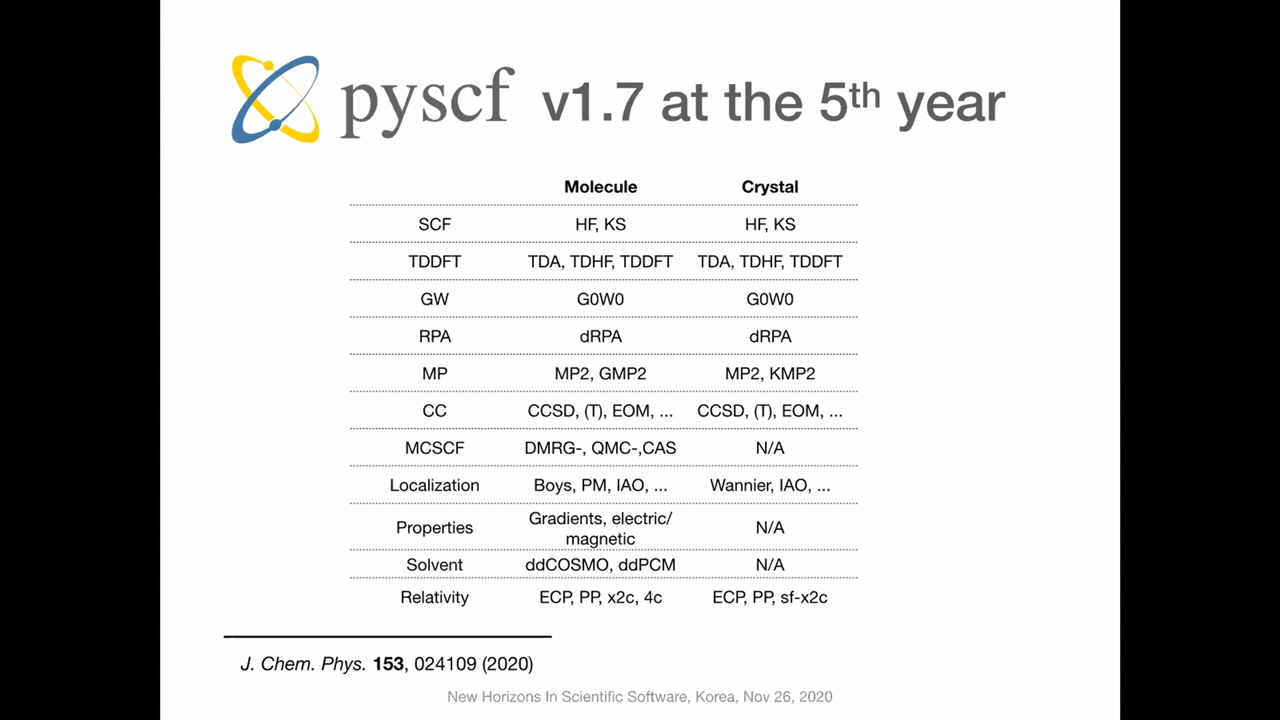 pyscf v1.7 at the 5th year
Molecule Crystal
SCF HF, KS HF, KS
TDDFT TDA, TDHF, TDDFT TDA, TDHF, TDDFT
GW G0W0 G0W0
RPA dRPA dRPA
MP MP2, GMP2 MP2, KMP2
CC CCSD, (T), EOM, ... CCSD, (T), EOM, ...
MCSCF DMRG-, QMC-,CAS N/A
Localization Boys, PM, IAO, ... Wannier, IAO, ...
Properties Gradients, electric/ N/A
magnetic
Solvent ddCOSMO, ddPCM N/A
Relativity ECP, PP, x2c, 4c ECP, PP, sf-x2c
J. Chem. Phys. 153, 024109 (2020)
New Horizons In Scientific Software, Korea, Nov 26, 2020